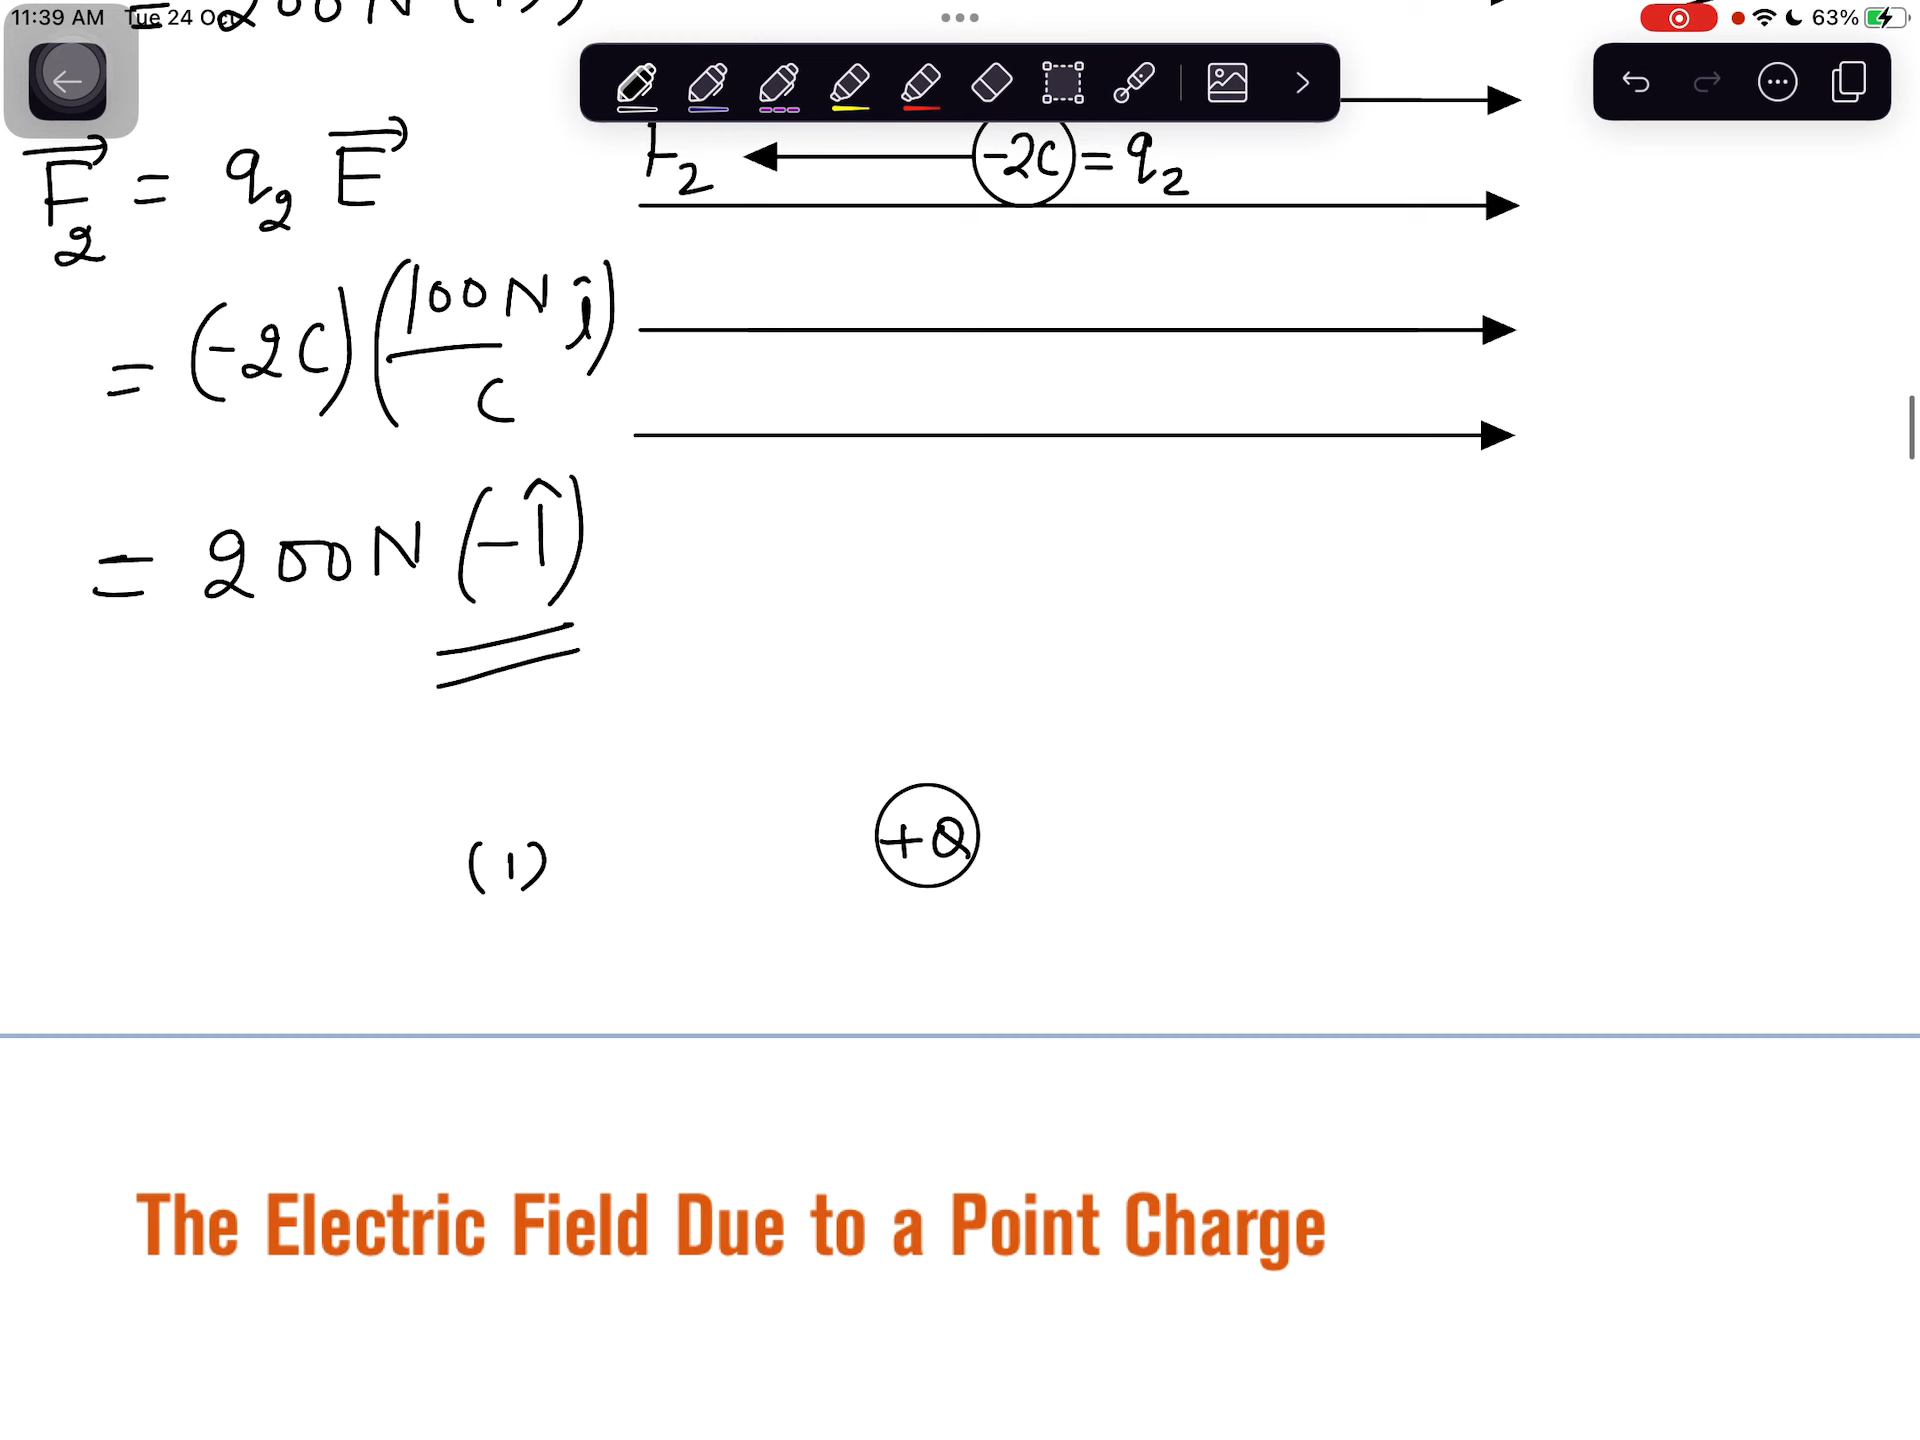 11:39 AM Tue 24 Oct
63%
= 200 N (i)
F₂ = q₂ E
F₂ (-2C) = q₂
= (-2C) (100N/C î)
= 200N (-î)
(1)
+Q
The Electric Field Due to a Point Charge